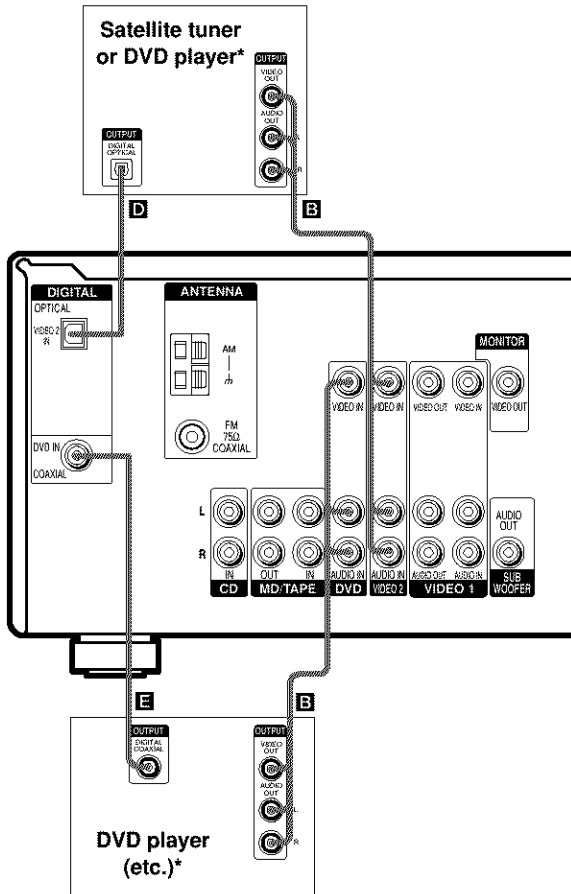 Satellite tuner
or DVD player*
OUTPUT
VIDEO
OUT
AUDIO
OUT
L
R
OUTPUT
DIGITAL
OPTICAL
D
B
DIGITAL
OPTICAL
VIDEO 2
IN
DVD IN
COAXIAL
ANTENNA
AM
FM
75Ω
COAXIAL
MONITOR
VIDEO IN
VIDEO IN
VIDEO OUT
VIDEO IN
VIDEO OUT
L
R
AUDIO
OUT
IN
OUT
IN
AUDIO IN
AUDIO IN
AUDIO OUT
AUDIO IN
CD
MD/TAPE
DVD
VIDEO 2
VIDEO 1
SUB
WOOFER
E
B
OUTPUT
DIGITAL
COAXIAL
OUTPUT
VIDEO
OUT
AUDIO
OUT
L
R
DVD player
(etc.)*